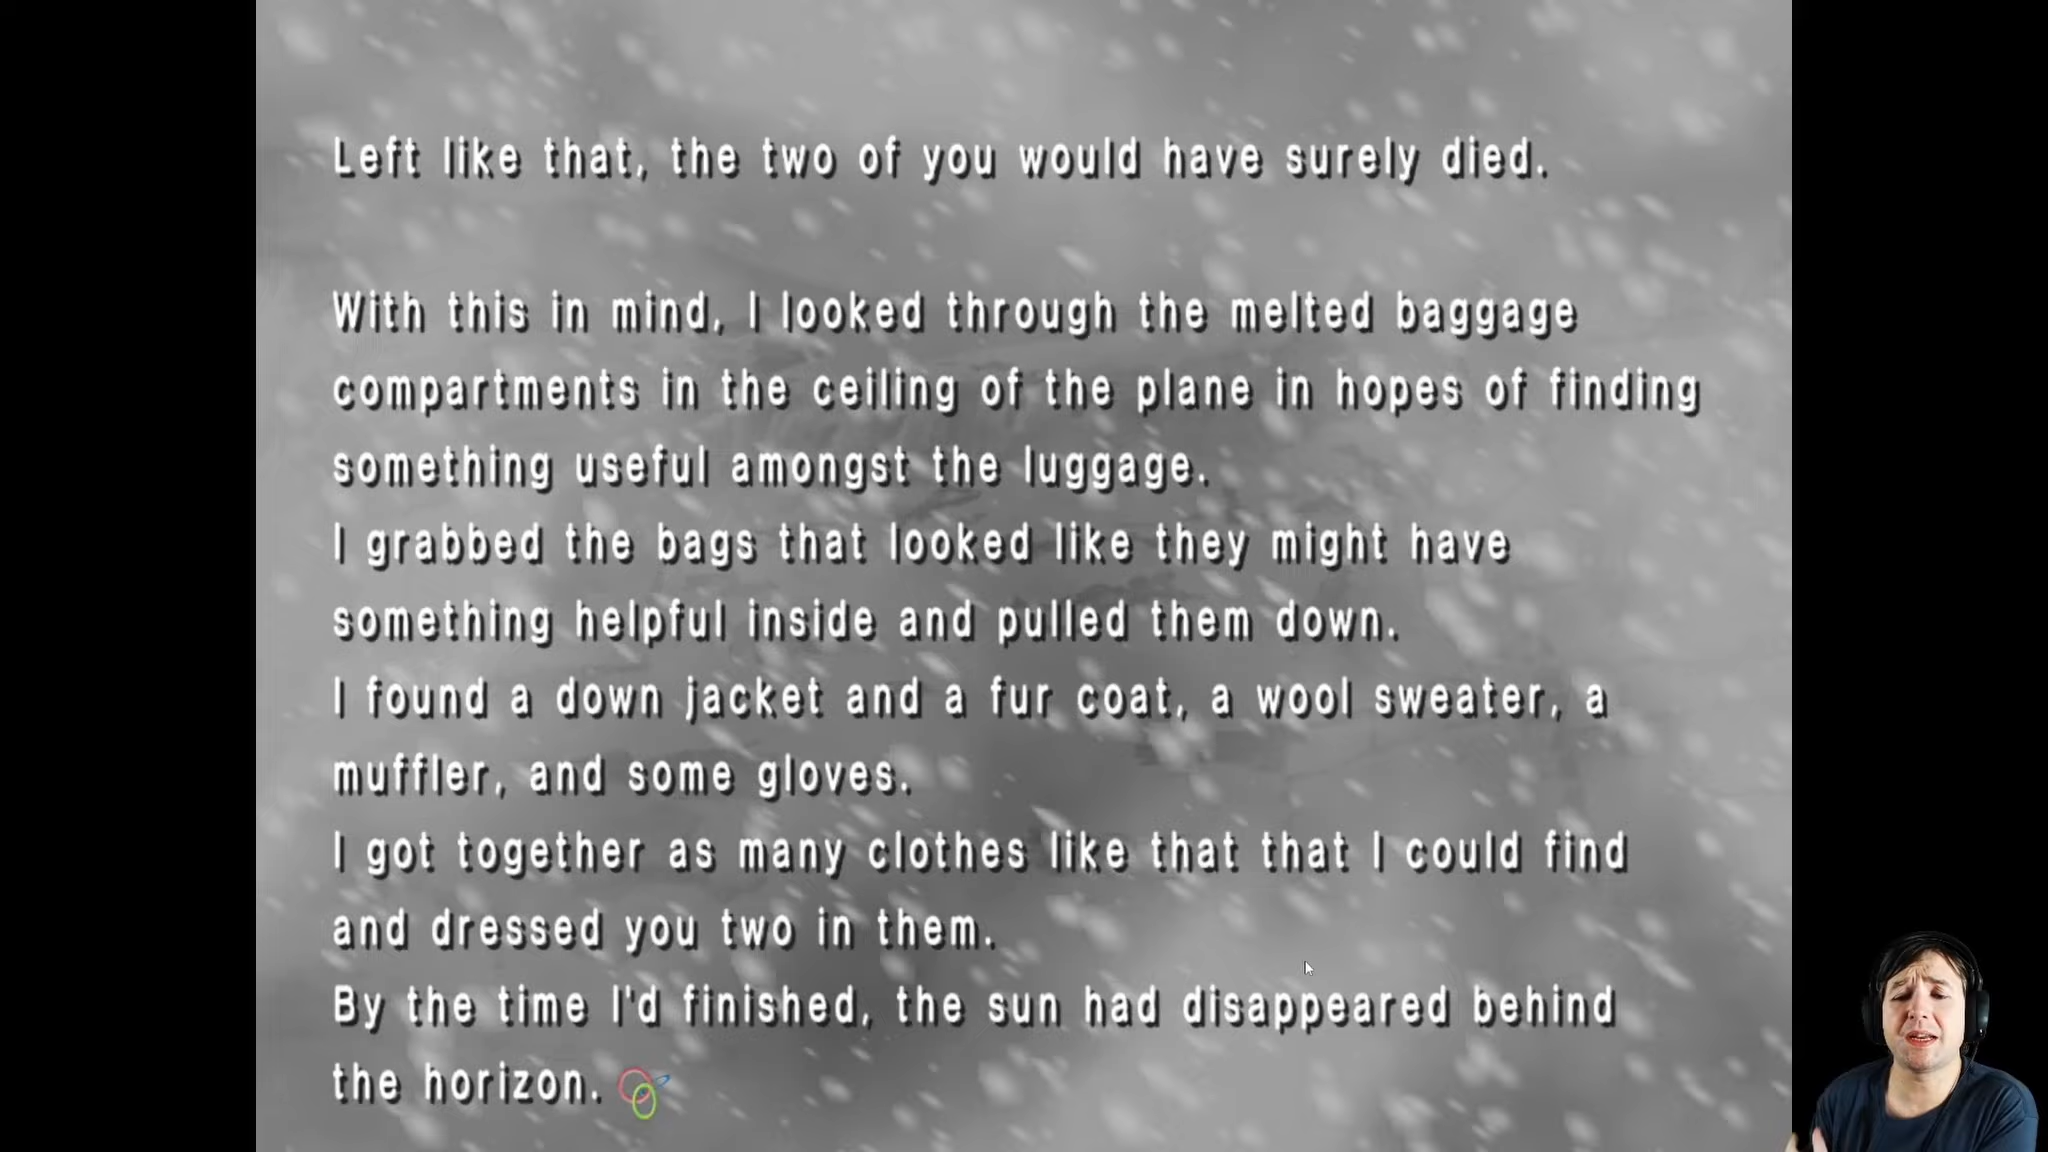 Left like that, the two of you would have surely died.
With this in mind, I looked through the melted baggage
compartments in the ceiling of the plane in hopes of finding
something useful amongst the luggage.
I grabbed the bags that looked like they might have
something helpful inside and pulled them down.
I found a down jacket and a fur coat, a wool sweater, a
muffler, and some gloves.
I got together as many clothes like that that I could find
and dressed you two in them.
By the time I'd finished, the sun had disappeared behind
the horizon.